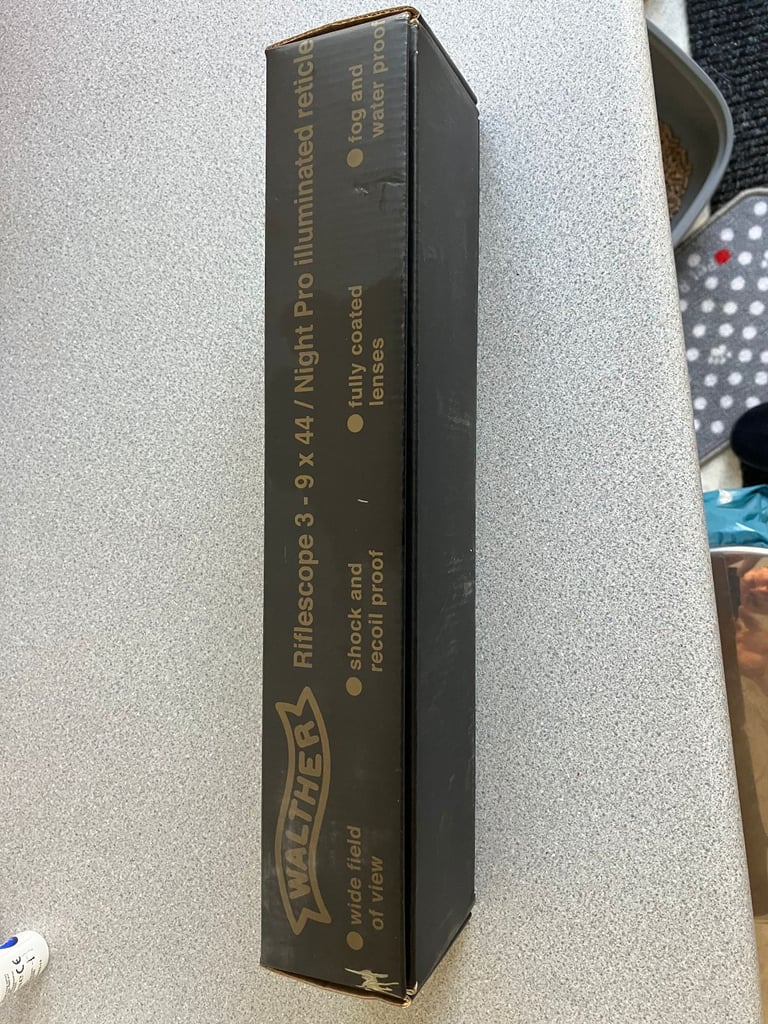 WALTHER
Riflescope 3 - 9 x 44 / Night Pro illuminated reticle
● wide field
of view
● shock and
recoil proof
● fully coated
lenses
● fog and
water proof
CE